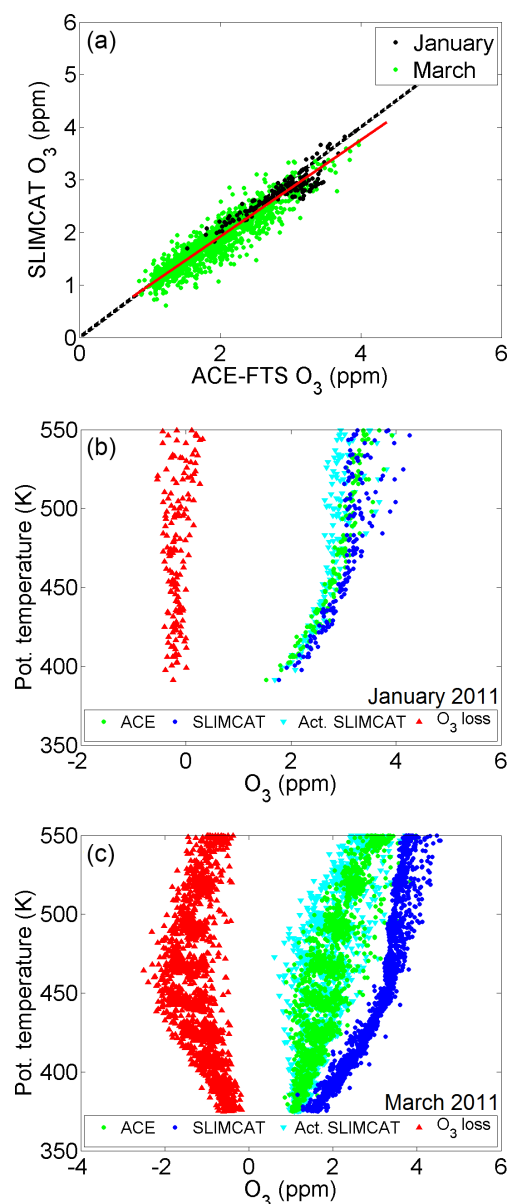 (a)
January
March
6
5
4
3
2
1
0
SLIMCAT O3 (ppm)
0 2 4 6
ACE-FTS O3 (ppm)
(b)
550
500
450
400
350
Pot. temperature (K)
January 2011
ACE SLIMCAT Act. SLIMCAT O3 loss
-2 0 2 4 6
O3 (ppm)
(c)
550
500
450
400
350
Pot. temperature (K)
March 2011
ACE SLIMCAT Act. SLIMCAT O3 loss
-4 -2 0 2 4 6
O3 (ppm)